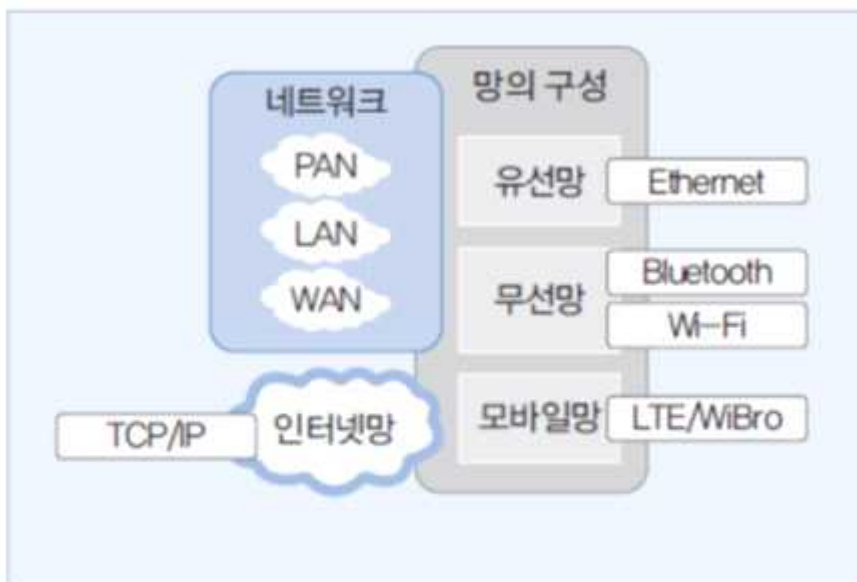 네트워크
PAN
LAN
WAN
망의 구성
유선망
Ethernet
무선망
Bluetooth
Wi-Fi
모바일망
LTE/WiBro
TCP/IP
인터넷망